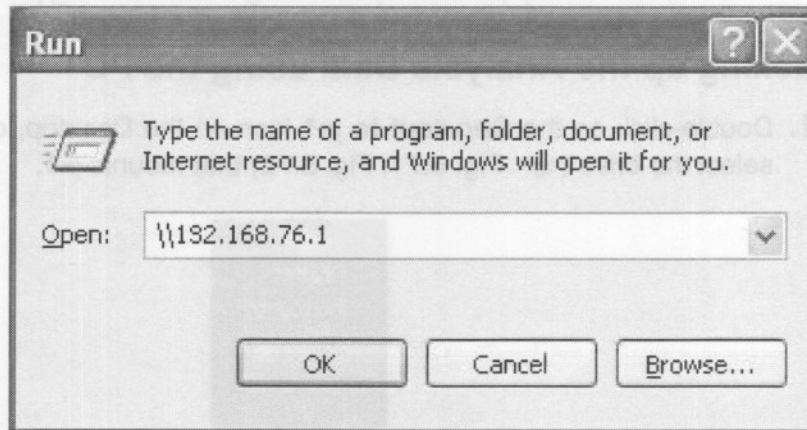 Run
Type the name of a program, folder, document, or
Internet resource, and Windows will open it for you.
Open:
\\192.168.76.1
OK
Cancel
Browse...